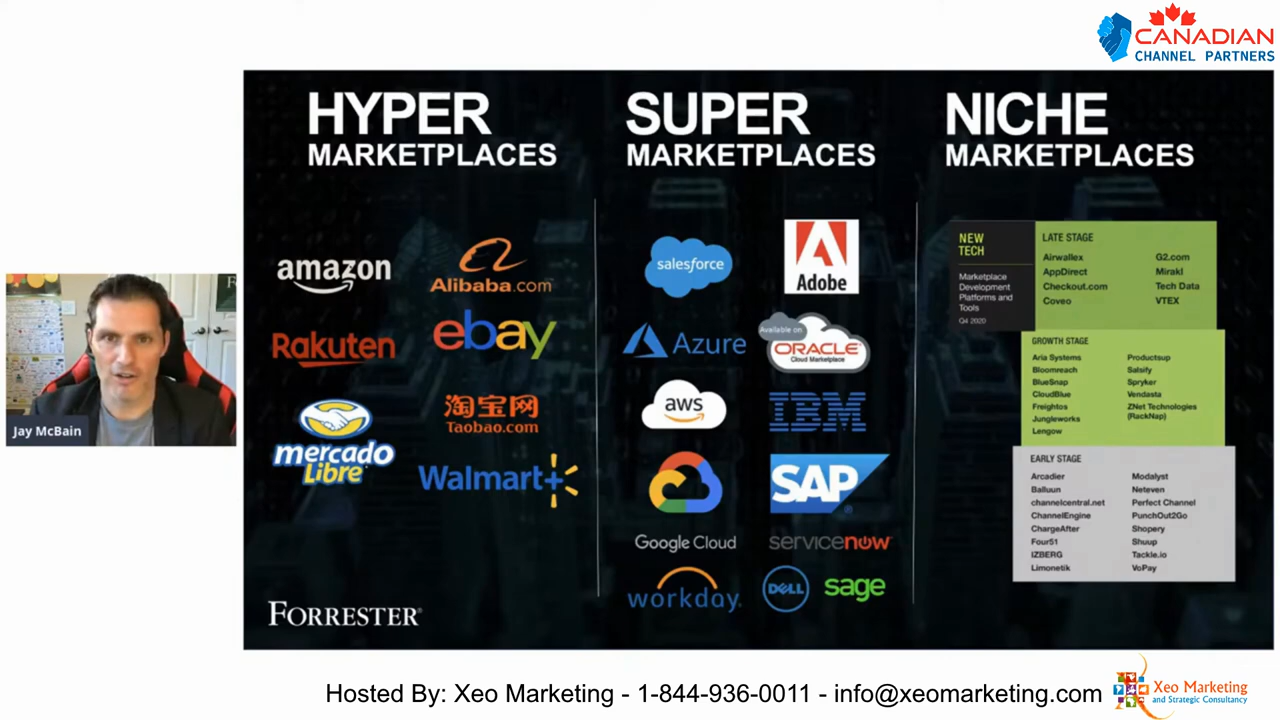 CANADIAN
CHANNEL PARTNERS
HYPER
MARKETPLACES
amazon
Alibaba.com
Rakuten
ebay
mercado
libre
淘宝网
Taobao.com
Walmart+
FORRESTER®
SUPER
MARKETPLACES
salesforce
Adobe
Azure
Available on
ORACLE
Cloud Marketplace
aws
IBM
Google Cloud
SAP
servicenow
workday.
DELL
sage
NICHE
MARKETPLACES
NEW
TECH
Marketplace
Development
Platforms and
Tools
Q4 2020
LATE STAGE
Airwallex
AppDirect
Checkout.com
Coveo
G2.com
Mirakl
Tech Data
VTEX
GROWTH STAGE
Aria Systems
Bloomreach
BlueSnap
CloudBlue
Freightos
Jungleworks
Lengow
Productsup
Salsify
Spryker
Vendasta
ZNet Technologies
(RackNap)
EARLY STAGE
Arcadier
Balluun
channelcentral.net
ChannelEngine
ChargeAfter
Four51
IZBERG
Limonetik
Modalyst
Neteven
Perfect Channel
PunchOut2Go
Shopery
Shuup
Tackle.io
VoPay
Jay McBain
Hosted By: Xeo Marketing - 1-844-936-0011 - info@xeomarketing.com
Xeo Marketing
and Strategic Consultancy